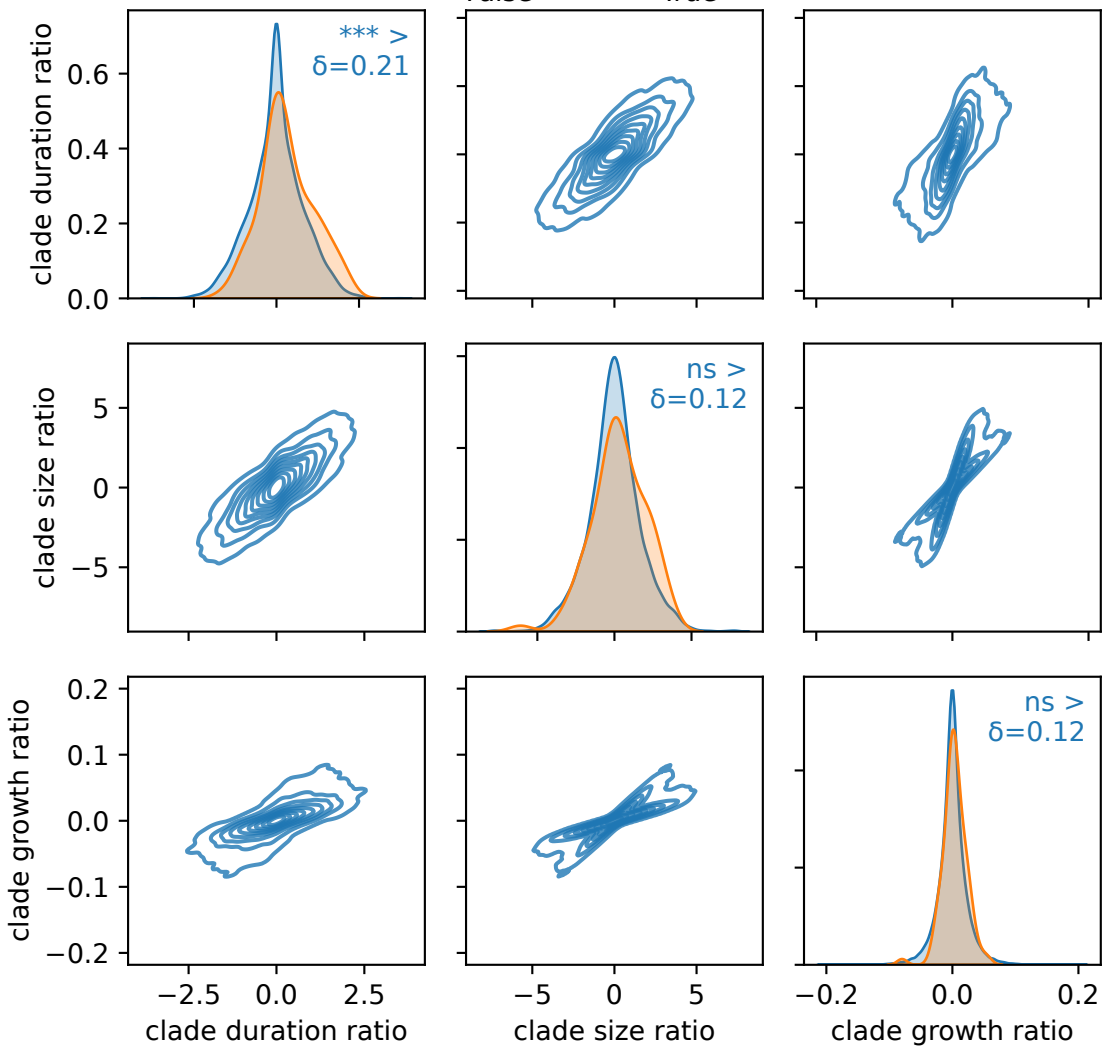 clade duration ratio
0.6
0.4
0.2
0.0
*** >
δ=0.21
clade size ratio
5
0
−5
ns >
δ=0.12
clade growth ratio
0.2
0.1
0.0
−0.1
−0.2
ns >
δ=0.12
−2.5
0.0
2.5
clade duration ratio
−5
0
5
clade size ratio
−0.2
0.0
0.2
clade growth ratio